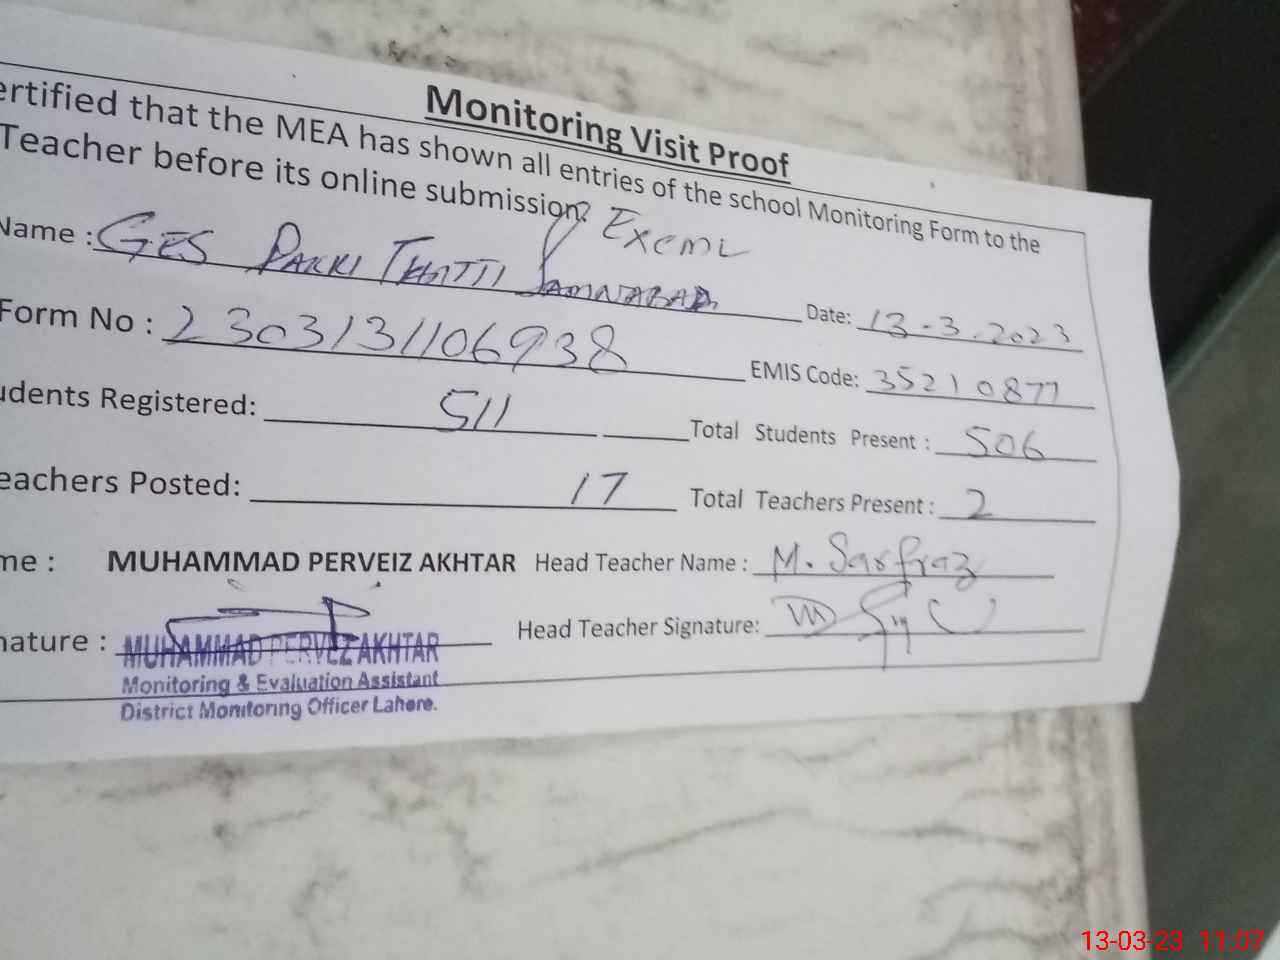 Monitoring Visit Proof
ertified that the MEA has shown all entries of the school Monitoring Form to the
Teacher before its online submission.
Exemi
Name : GES PAKKI THATTI SAMNABAD
Date: 13-3.2023
Form No : 230313106938
EMIS Code: 35210877
udents Registered: 511
Total Students Present : 506
eachers Posted: 17
Total Teachers Present : 2
me : MUHAMMAD PERVEIZ AKHTAR Head Teacher Name : M. Sarfraz
nature :
Head Teacher Signature:
MUHAMMAD PERVEZ AKHTAR
Monitoring & Evaluation Assistant
District Monitoring Officer Lahore.
13-03-23 11:07